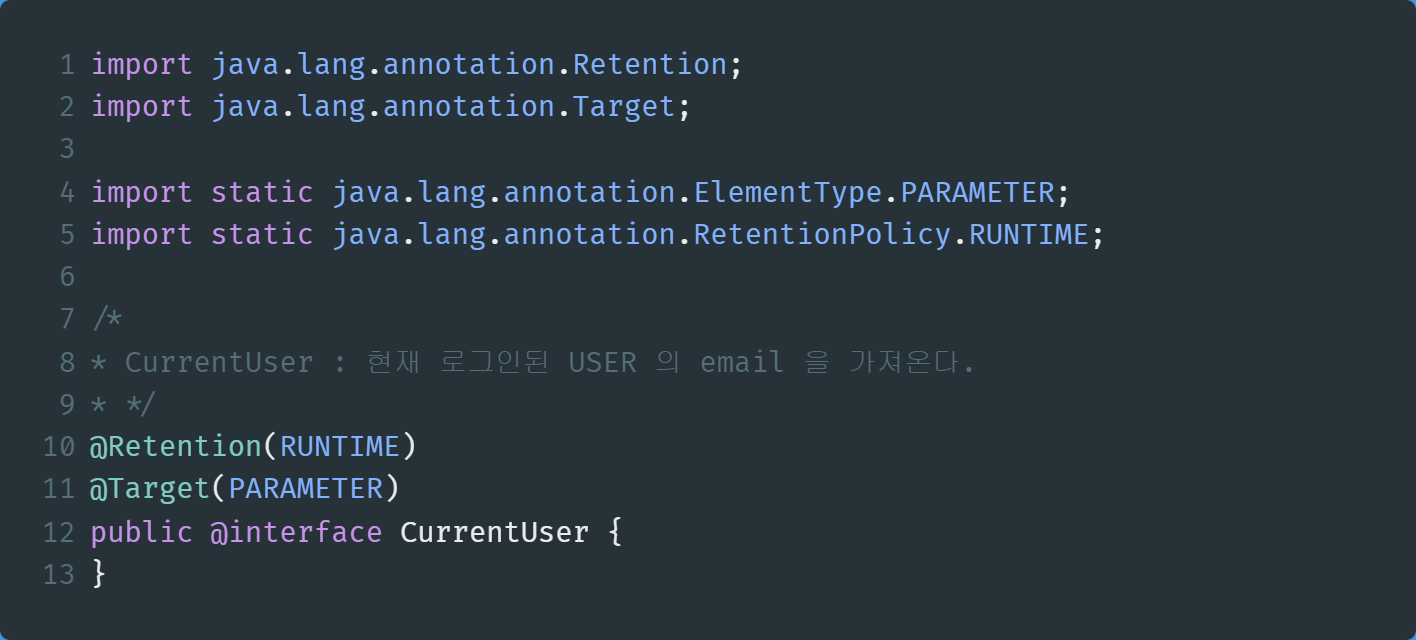 1 import java.lang.annotation.Retention;
2 import java.lang.annotation.Target;
3
4 import static java.lang.annotation.ElementType.PARAMETER;
5 import static java.lang.annotation.RetentionPolicy.RUNTIME;
6
7 /*
8 * CurrentUser : 현재 로그인된 USER 의 email 을 가져온다.
9 * */
10 @Retention(RUNTIME)
11 @Target(PARAMETER)
12 public @interface CurrentUser {
13 }